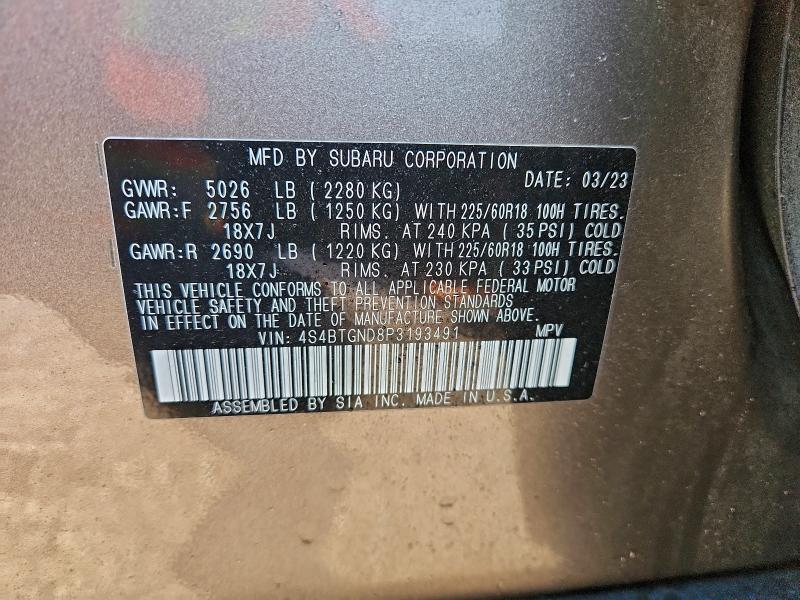 MFD BY SUBARU CORPORATION
DATE: 03/23
GVWR: 5026 LB ( 2280 KG)
GAWR:F 2756 LB ( 1250 KG) WITH 225/60R18 100H TIRES.
18X7J RIMS. AT 240 KPA ( 35 PSI) COLD
GAWR:R 2690 LB ( 1220 KG) WITH 225/60R18 100H TIRES.
18X7J RIMS. AT 230 KPA ( 33 PSI) COLD
THIS VEHICLE CONFORMS TO ALL APPLICABLE FEDERAL MOTOR
VEHICLE SAFETY AND THEFT PREVENTION STANDARDS
IN EFFECT ON THE DATE OF MANUFACTURE SHOWN ABOVE.
VIN: 4S4BTGND8P3193491 MPV
ASSEMBLED BY SIA INC. MADE IN U.S.A.